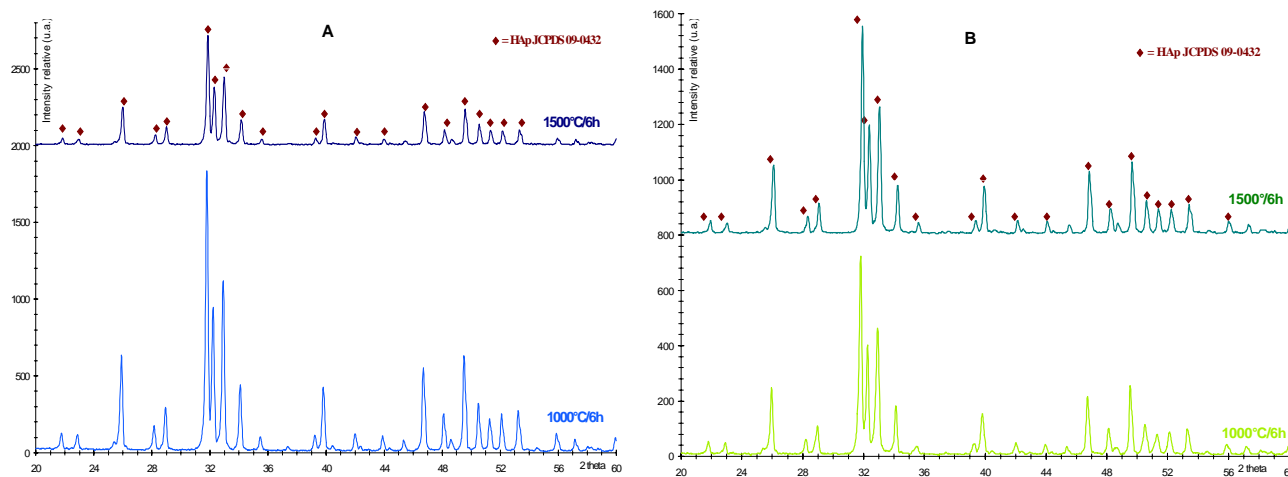 A
♦ = HAp JCPDS 09-0432
Intensity relative (u.a.)
2500
2000
1500
1000
500
0
1500°C/6h
1000°C/6h
20 24 28 32 36 40 44 48 52 56 60
2 theta
B
♦ = HAp JCPDS 09-0432
Intensity relative (u.a.)
1600
1400
1200
1000
800
600
400
200
0
1500°/6h
1000°C/6h
20 24 28 32 36 40 44 48 52 56
2 theta